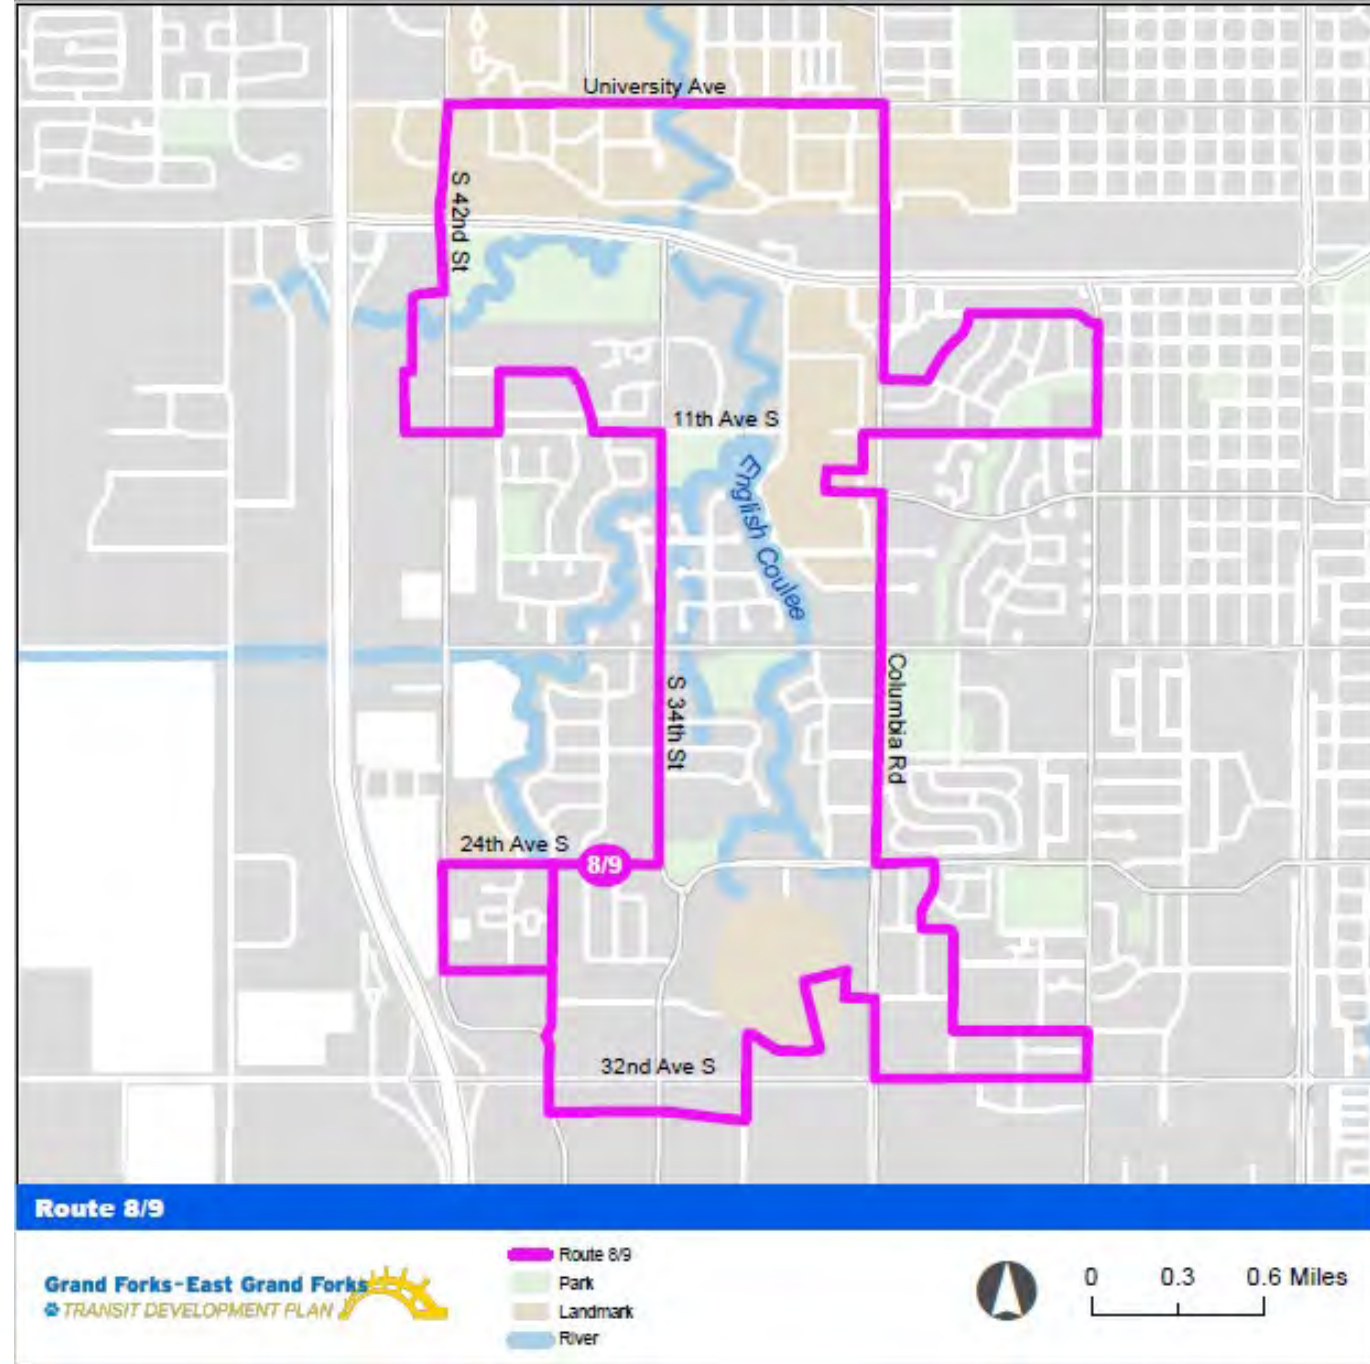 University Ave
S 42nd St
11th Ave S
English Coulee
S 34th St
Columbia Rd
24th Ave S
8/9
32nd Ave S
Route 8/9
Grand Forks-East Grand Forks
TRANSIT DEVELOPMENT PLAN
Route 8/9
Park
Landmark
River
0 0.3 0.6 Miles